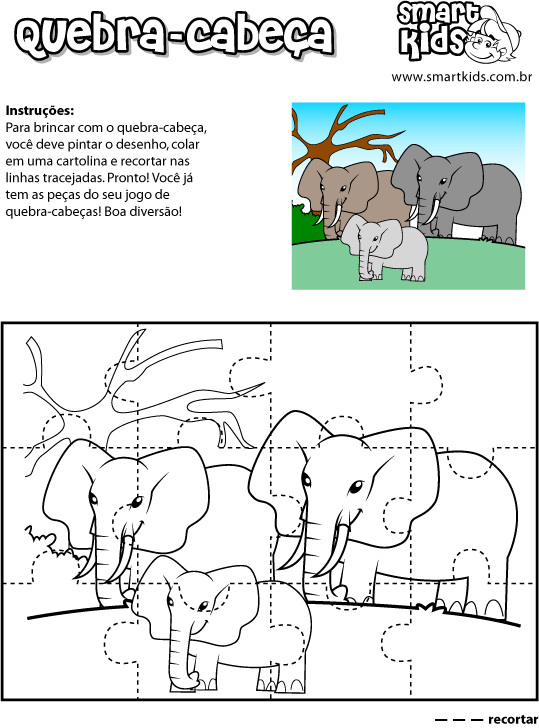 Quebra-cabeça
Smart
Kids
www.smartkids.com.br
Instruções:
Para brincar com o quebra-cabeça,
você deve pintar o desenho, colar
em uma cartolina e recortar nas
linhas tracejadas. Pronto! Você já
tem as peças do seu jogo de
quebra-cabeças! Boa diversão!
recortar